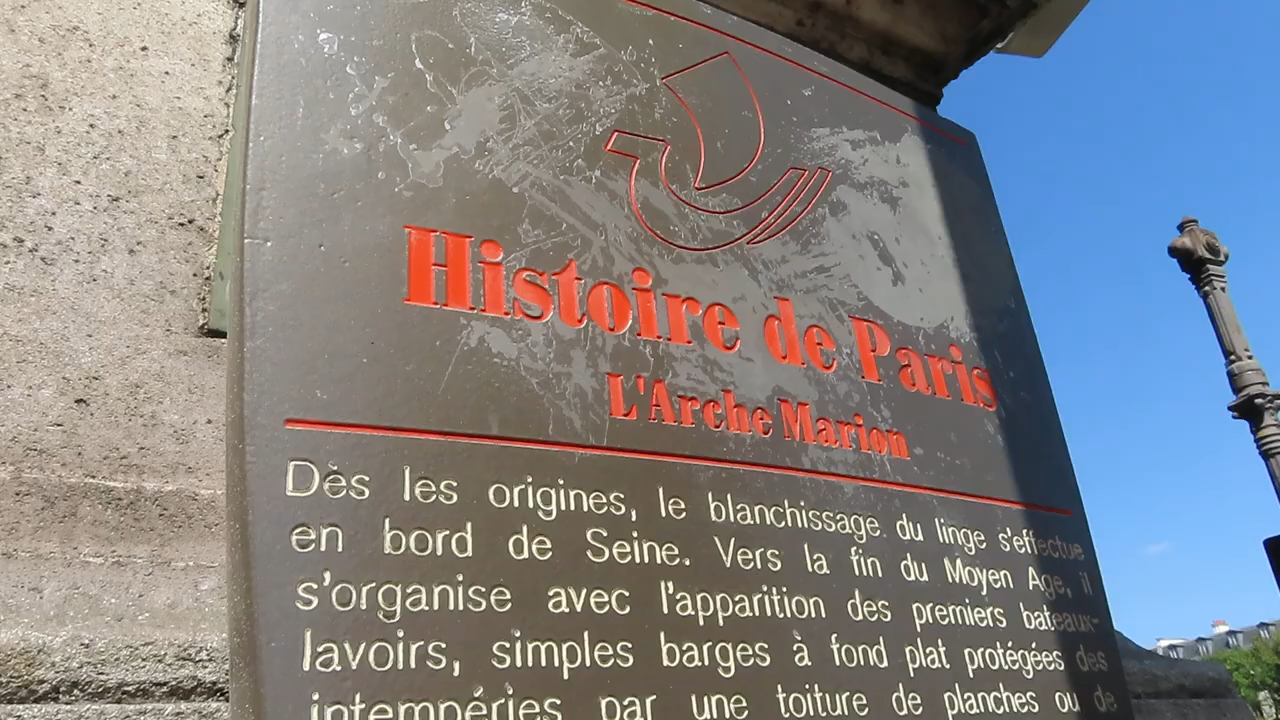 Histoire de Paris
L'Arche Marion
Dès les origines, le blanchissage du linge s'effectue
en bord de Seine. Vers la fin du Moyen Age, il
s'organise avec l'apparition des premiers bateaux-
lavoirs, simples barges à fond plat protégées des
intempéries par une toiture de planches ou de